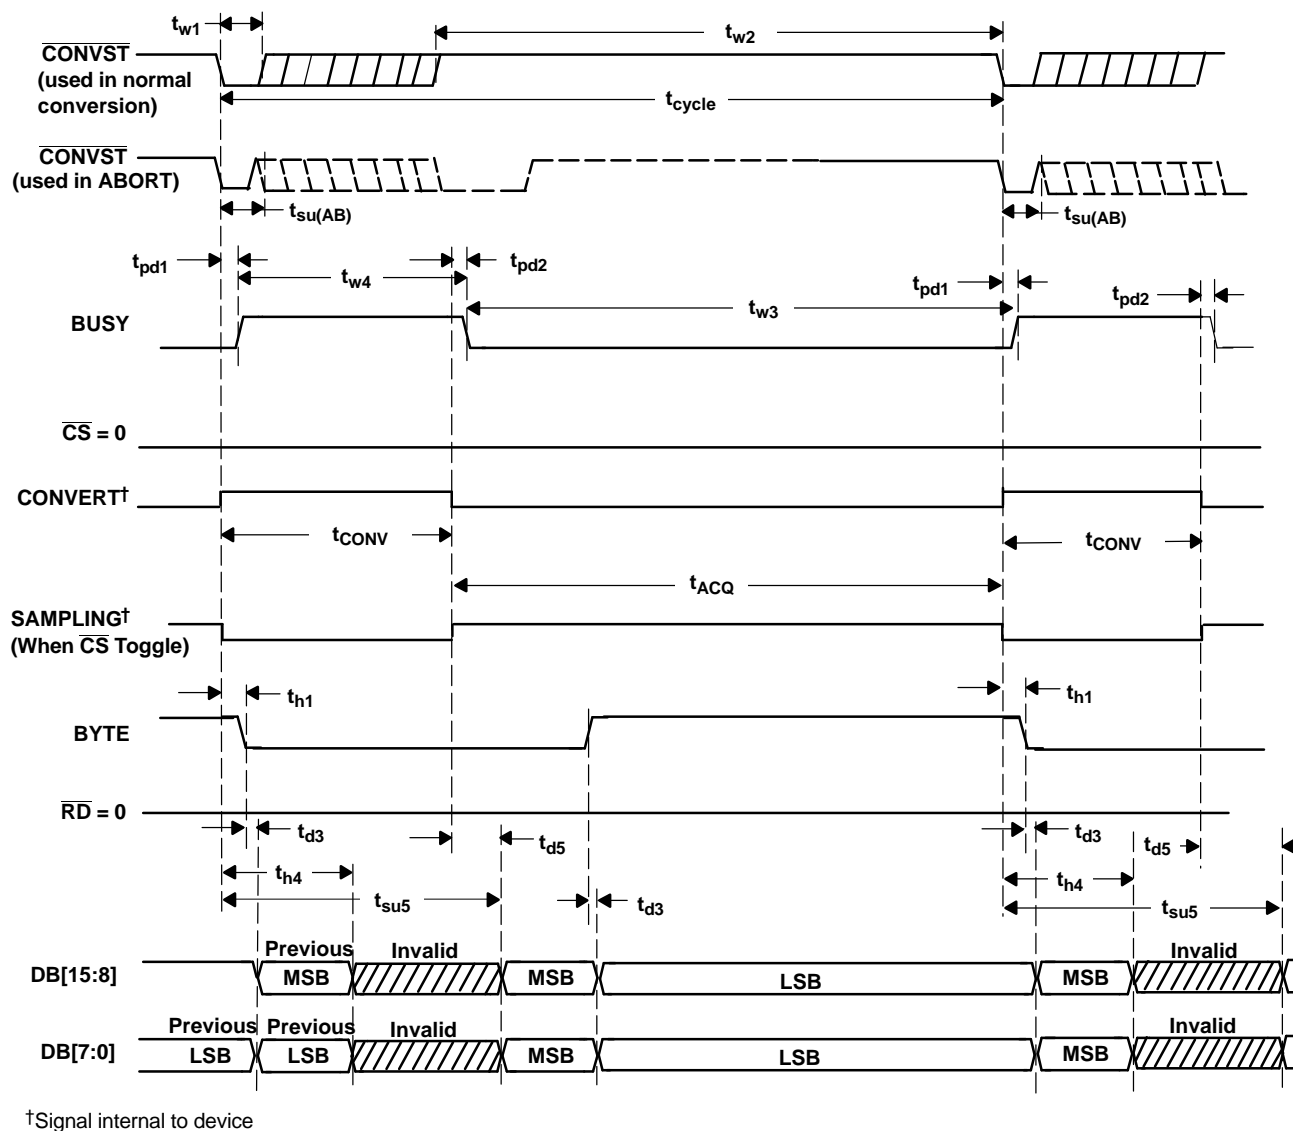 tw1
tw2
CONVST
(used in normal
conversion)
tcycle
CONVST
(used in ABORT)
tsu(AB)
tsu(AB)
tpd1
tw4
tpd2
tpd1
tpd2
tw3
BUSY
CS = 0
CONVERT†
tCONV
tCONV
tACQ
SAMPLING†
(When CS Toggle)
th1
th1
BYTE
RD = 0
td3
td5
td3
td5
th4
th4
tsu5
td3
tsu5
Previous
Invalid
Invalid
DB[15:8]
MSB
MSB
LSB
MSB
Previous
Previous
Invalid
Invalid
DB[7:0]
LSB
LSB
MSB
LSB
MSB
†Signal internal to device